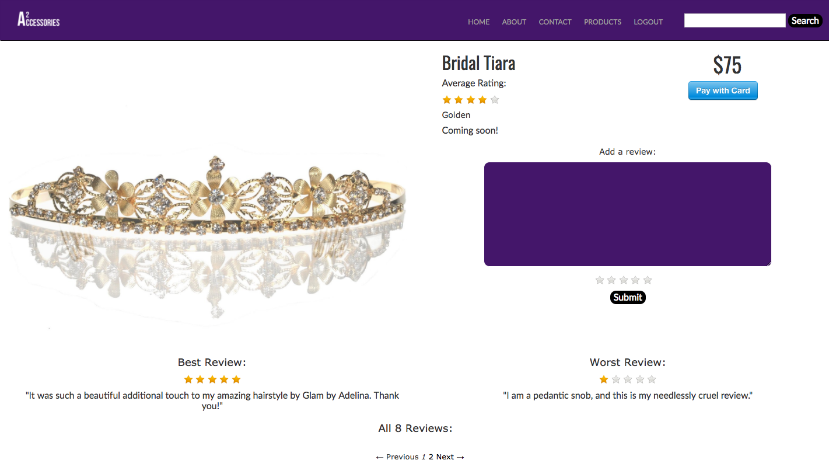 A² CCESSORIES
HOME ABOUT CONTACT PRODUCTS LOGOUT Search
Bridal Tiara
$75
Average Rating:
Pay with Card
Golden
Coming soon!
Add a review:
Submit
Best Review:
"It was such a beautiful additional touch to my amazing hairstyle by Glam by Adelina. Thank
you!"
Worst Review:
"I am a pedantic snob, and this is my needlessly cruel review."
All 8 Reviews:
← Previous 1 2 Next →